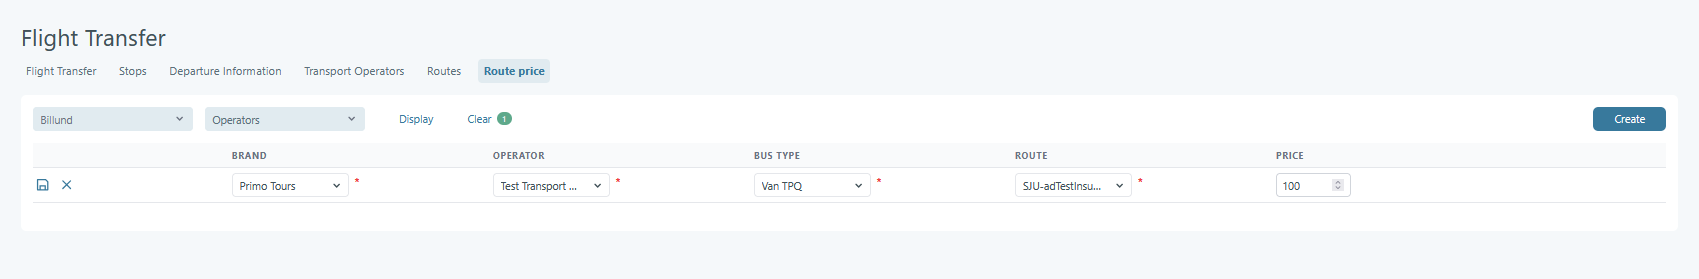 Flight Transfer
Flight Transfer Stops Departure Information Transport Operators Routes Route price
Billund Operators Display Clear 1 Create
BRAND OPERATOR BUS TYPE ROUTE PRICE
Primo Tours * Test Transport ... * Van TPQ * SJU-adTestInsu... * 100